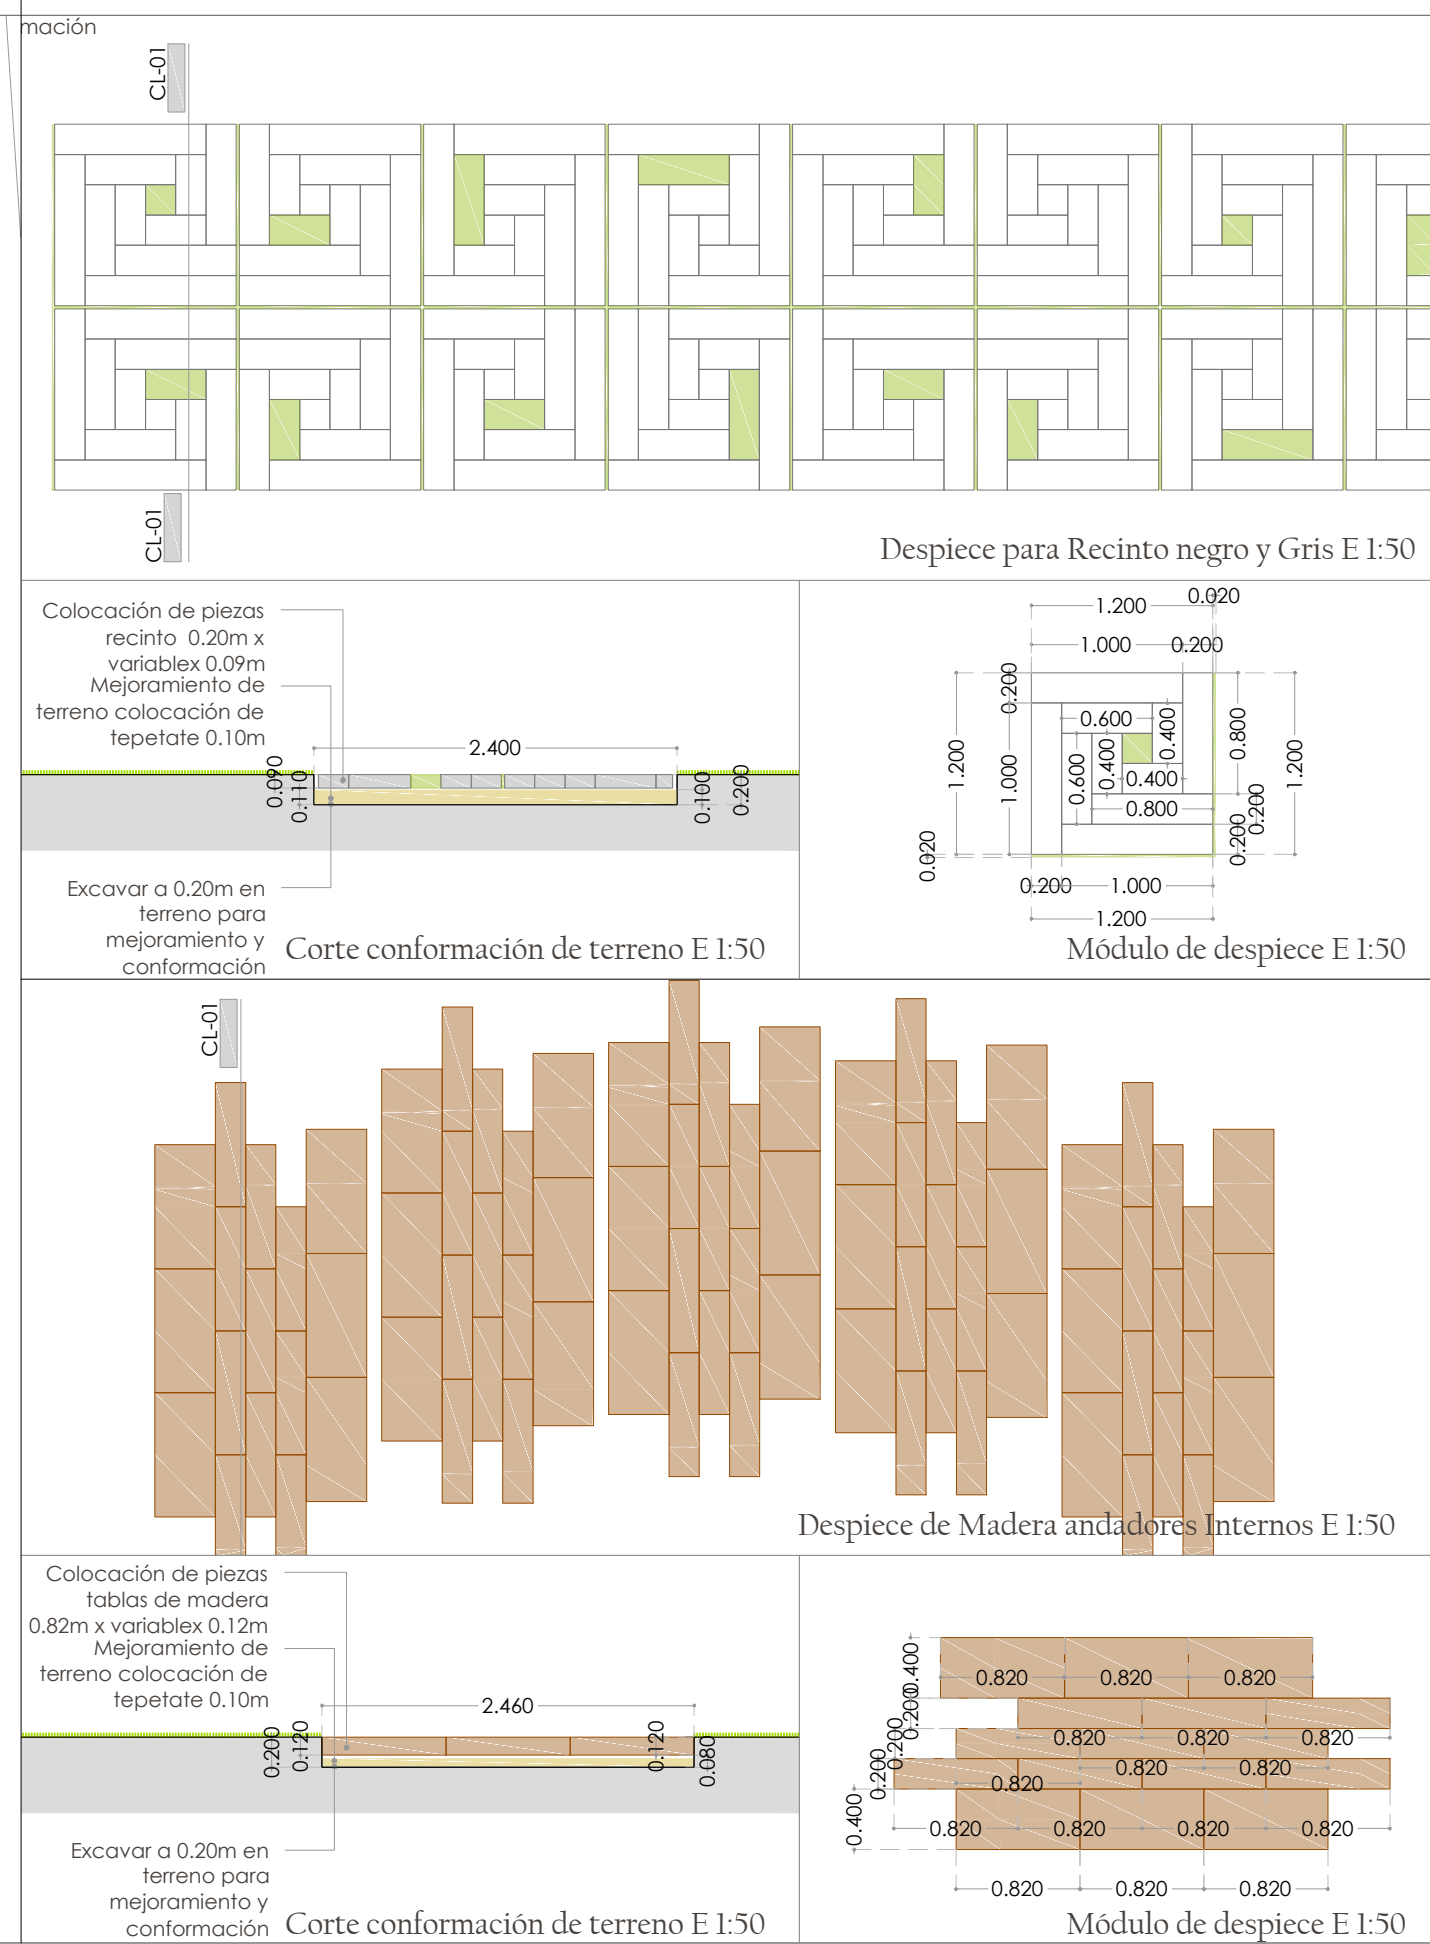 mación
CL-01
CL-01
Despiece para Recinto negro y Gris E 1:50
Colocación de piezas
recinto 0.20m x
variablex 0.09m
Mejoramiento de
terreno colocación de
tepetate 0.10m
2.400
0.090
0.110
0.100
0.200
Excavar a 0.20m en
terreno para
mejoramiento y
conformación
Corte conformación de terreno E 1:50
0.020
1.200
1.000
0.200
0.200
0.600
0.400
0.800
1.200
1.200
1.000
0.600
0.400
0.400
0.800
0.200
0.200
0.020
0.200
1.000
1.200
Módulo de despiece E 1:50
CL-01
Despiece de Madera andadores Internos E 1:50
Colocación de piezas
tablas de madera
0.82m x variablex 0.12m
Mejoramiento de
terreno colocación de
tepetate 0.10m
2.460
0.200
0.120
0.120
0.080
Excavar a 0.20m en
terreno para
mejoramiento y
conformación
Corte conformación de terreno E 1:50
0.400
0.820 0.820 0.820
0.200
0.200
0.820 0.820 0.820
0.200
0.820 0.820
0.820
0.400
0.820 0.820 0.820 0.820
0.820 0.820 0.820
Módulo de despiece E 1:50